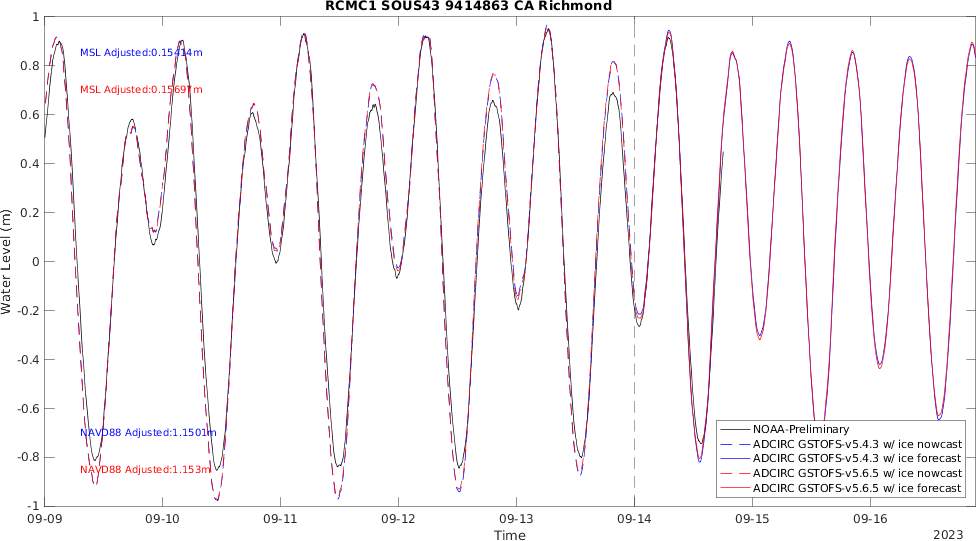 RCMC1 SOUS43 9414863 CA Richmond
MSL Adjusted:0.15414m
MSL Adjusted:0.15697m
NAVD88 Adjusted:1.1501m
NAVD88 Adjusted:1.153m
Water Level (m)
1
0.8
0.6
0.4
0.2
0
-0.2
-0.4
-0.6
-0.8
-1
NOAA-Preliminary
ADCIRC GSTOFS-v5.4.3 w/ ice nowcast
ADCIRC GSTOFS-v5.4.3 w/ ice forecast
ADCIRC GSTOFS-v5.6.5 w/ ice nowcast
ADCIRC GSTOFS-v5.6.5 w/ ice forecast
09-09 09-10 09-11 09-12 09-13 09-14 09-15 09-16
Time
2023